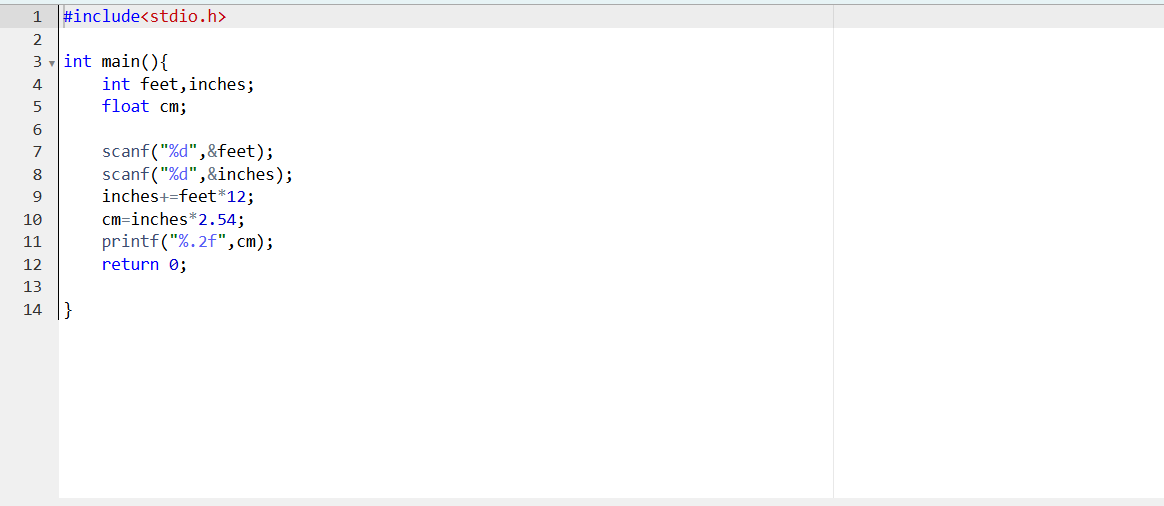 1 #include<stdio.h>
2
3 int main(){
4     int feet,inches;
5     float cm;
6
7     scanf("%d",&feet);
8     scanf("%d",&inches);
9     inches+=feet*12;
10     cm=inches*2.54;
11     printf("%.2f",cm);
12     return 0;
13
14 }